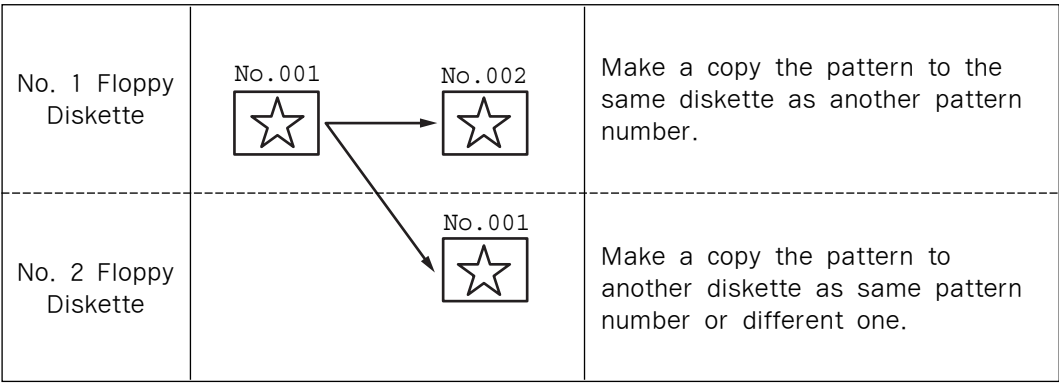 No. 1 Floppy
Diskette
No.001
No.002
Make a copy the pattern to the
same diskette as another pattern
number.
No. 2 Floppy
Diskette
No.001
Make a copy the pattern to
another diskette as same pattern
number or different one.